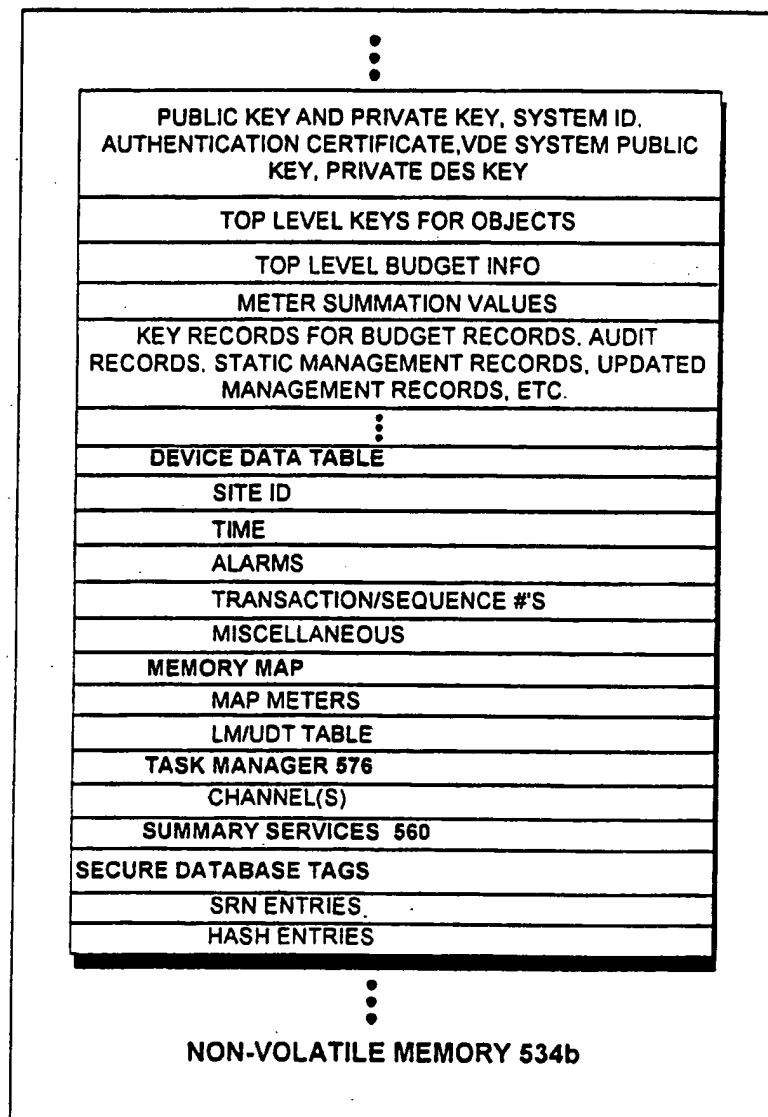 PUBLIC KEY AND PRIVATE KEY, SYSTEM ID.
AUTHENTICATION CERTIFICATE,VDE SYSTEM PUBLIC
KEY, PRIVATE DES KEY
TOP LEVEL KEYS FOR OBJECTS
TOP LEVEL BUDGET INFO
METER SUMMATION VALUES
KEY RECORDS FOR BUDGET RECORDS. AUDIT
RECORDS. STATIC MANAGEMENT RECORDS, UPDATED
MANAGEMENT RECORDS, ETC.
DEVICE DATA TABLE
SITE ID
TIME
ALARMS
TRANSACTION/SEQUENCE #'S
MISCELLANEOUS
MEMORY MAP
MAP METERS
LM/UDT TABLE
TASK MANAGER 576
CHANNEL(S)
SUMMARY SERVICES 560
SECURE DATABASE TAGS
SRN ENTRIES
HASH ENTRIES
NON-VOLATILE MEMORY 534b